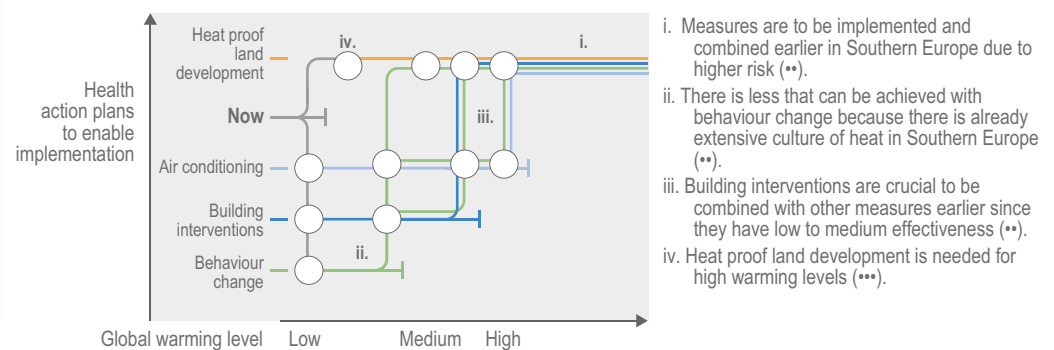 Health
action plans
to enable
implementation
Heat proof
land
development
Now
Air conditioning
Building
interventions
Behaviour
change
iv.
i.
iii.
ii.
Global warming level
Low
Medium
High
i. Measures are to be implemented and
combined earlier in Southern Europe due to
higher risk (••).
ii. There is less that can be achieved with
behaviour change because there is already
extensive culture of heat in Southern Europe
(••).
iii. Building interventions are crucial to be
combined with other measures earlier since
they have low to medium effectiveness (••).
iv. Heat proof land development is needed for
high warming levels (•••).